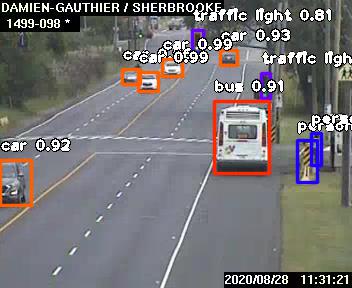 DAMIEN-GAUTHIER / SHERBROOKE
1499-098 *
traffic light 0.81
car 0.93
car 0.99
car 0.99
traffic light
bus 0.91
person
car 0.92
2020/08/28 11:31:21